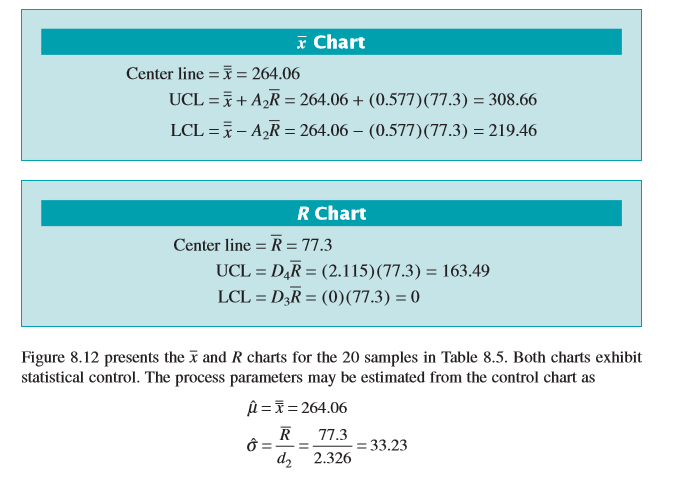 x̄ Chart
Center line = x̿ = 264.06
UCL = x̿ + A₂R̅ = 264.06 + (0.577)(77.3) = 308.66
LCL = x̿ − A₂R̅ = 264.06 − (0.577)(77.3) = 219.46
R Chart
Center line = R̅ = 77.3
UCL = D₄R̅ = (2.115)(77.3) = 163.49
LCL = D₃R̅ = (0)(77.3) = 0
Figure 8.12 presents the x̄ and R charts for the 20 samples in Table 8.5. Both charts exhibit
statistical control. The process parameters may be estimated from the control chart as
μ̂ = x̿ = 264.06
σ̂ = R̅/d₂ = 77.3/2.326 = 33.23